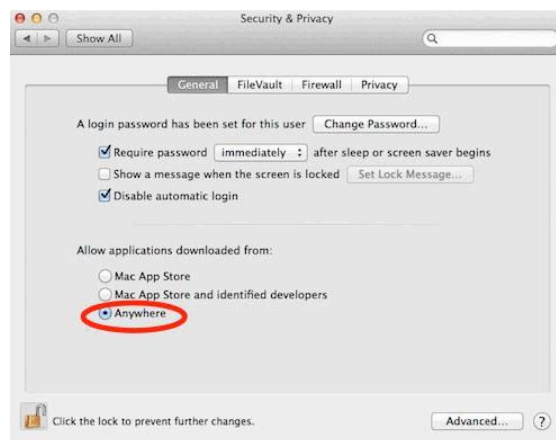 Security & Privacy
Show All
General FileVault Firewall Privacy
A login password has been set for this user Change Password...
Require password immediately after sleep or screen saver begins
Show a message when the screen is locked Set Lock Message...
Disable automatic login
Allow applications downloaded from:
Mac App Store
Mac App Store and identified developers
Anywhere
Click the lock to prevent further changes. Advanced... ?